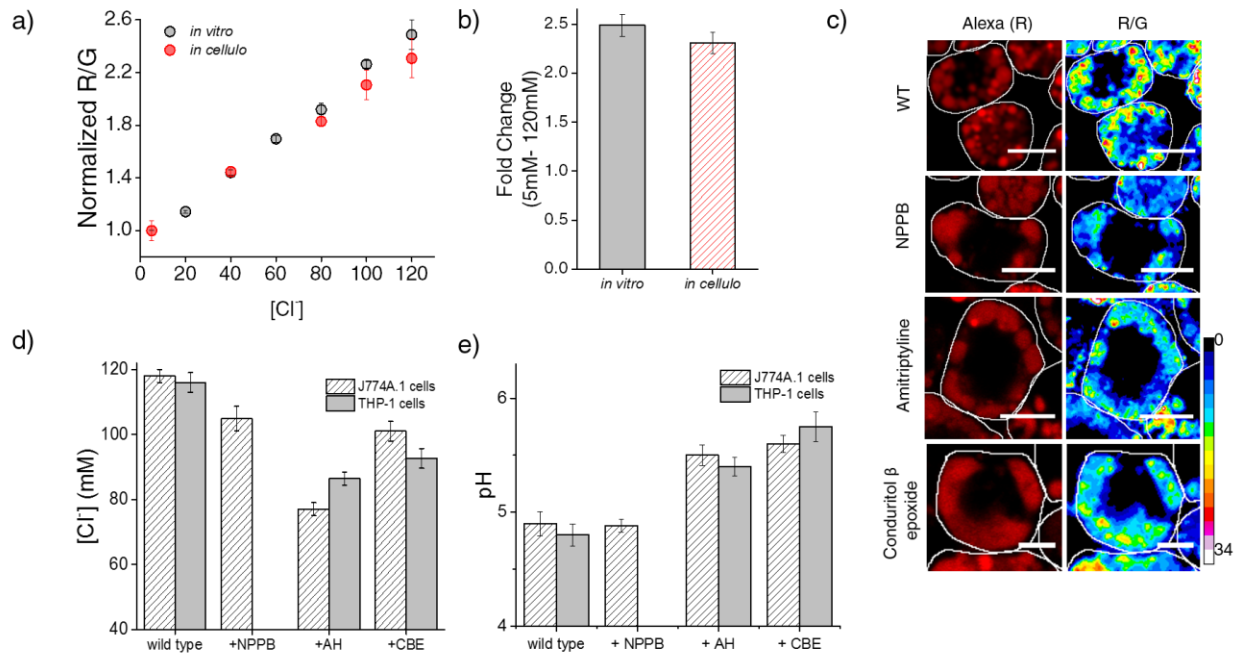 a)
in vitro
in cellulo
Normalized R/G
2.6
2.2
1.8
1.4
1.0
0 20 40 60 80 100 120
[Cl-]
b)
Fold Change
(5mM- 120mM)
2.5
2.0
1.5
1.0
0.5
0.0
in vitro in cellulo
c)
Alexa (R) R/G
WT
NPPB
Amitriptyline
Conduritol β
epoxide
0
34
d)
[Cl-] (mM)
120
100
80
60
40
J774A.1 cells
THP-1 cells
wild type +NPPB +AH +CBE
e)
pH
6
5
4
J774A.1 cells
THP-1 cells
wild type + NPPB + AH + CBE